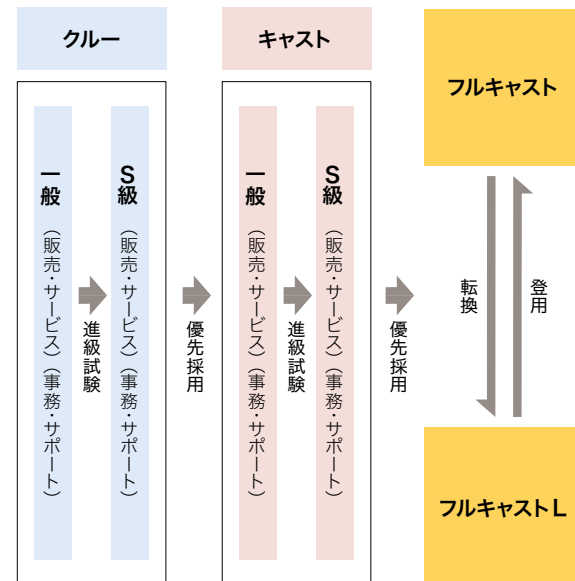 クルー
一般（販売・サービス）（事務・サポート）
進級試験
S級（販売・サービス）（事務・サポート）
優先採用
キャスト
一般（販売・サービス）（事務・サポート）
進級試験
S級（販売・サービス）（事務・サポート）
優先採用
フルキャスト
転換
登用
フルキャストL